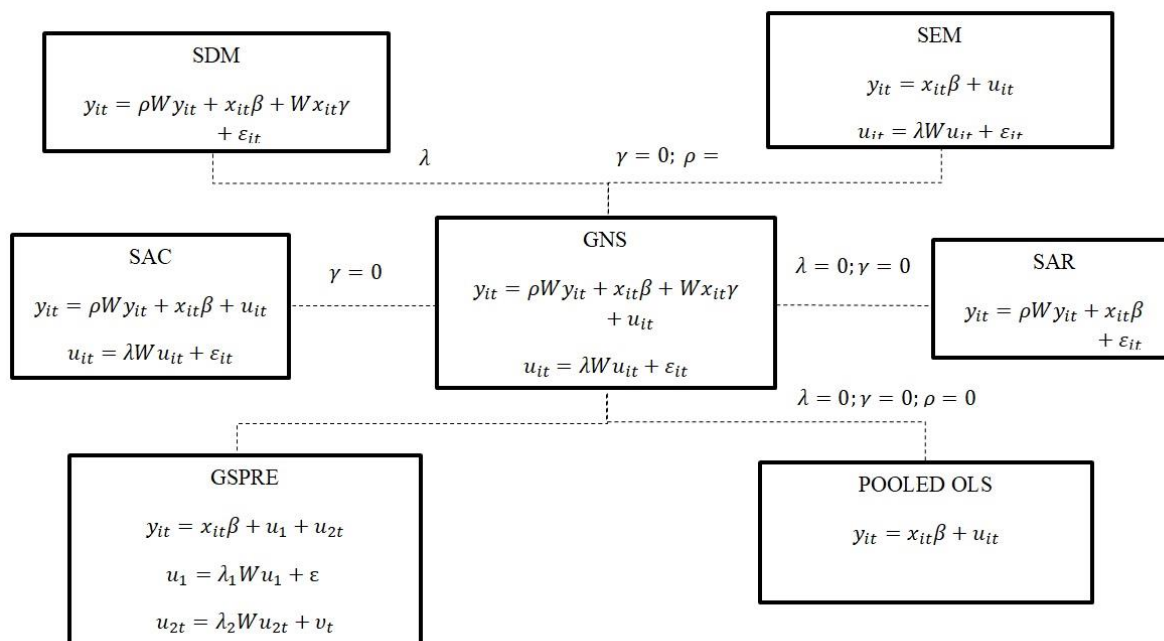 SDM
y_{it} = ρWy_{it} + x_{it}β + Wx_{it}γ
+ ε_{it}
SEM
y_{it} = x_{it}β + u_{it}
u_{it} = λWu_{it} + ε_{it}
λ
γ = 0; ρ =
SAC
y_{it} = ρWy_{it} + x_{it}β + u_{it}
u_{it} = λWu_{it} + ε_{it}
γ = 0
GNS
y_{it} = ρWy_{it} + x_{it}β + Wx_{it}γ
+ u_{it}
u_{it} = λWu_{it} + ε_{it}
λ = 0; γ = 0
SAR
y_{it} = ρWy_{it} + x_{it}β
+ ε_{it}
λ = 0; γ = 0; ρ = 0
GSPRE
y_{it} = x_{it}β + u_1 + u_{2t}
u_1 = λ_1Wu_1 + ε
u_{2t} = λ_2Wu_{2t} + υ_t
POOLED OLS
y_{it} = x_{it}β + u_{it}